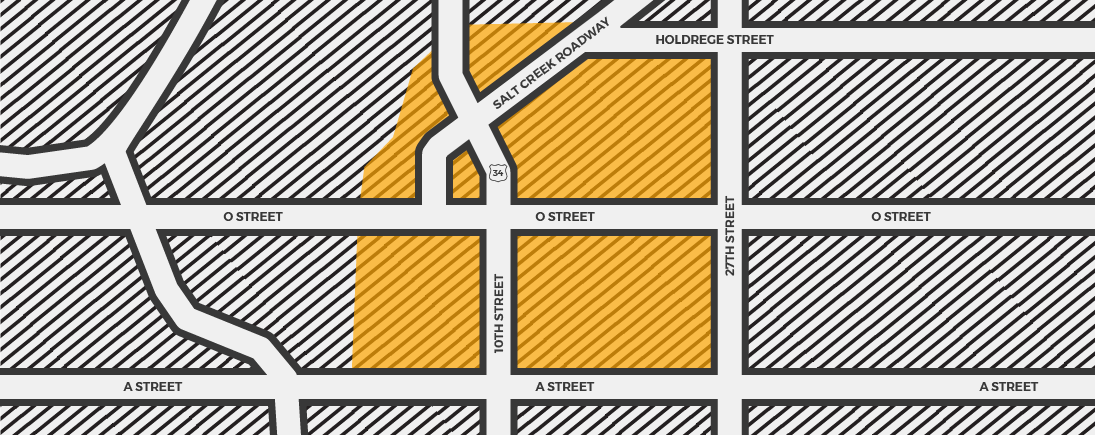 SALT CREEK ROADWAY
HOLDREGE STREET
34
O STREET
O STREET
O STREET
27TH STREET
10TH STREET
A STREET
A STREET
A STREET